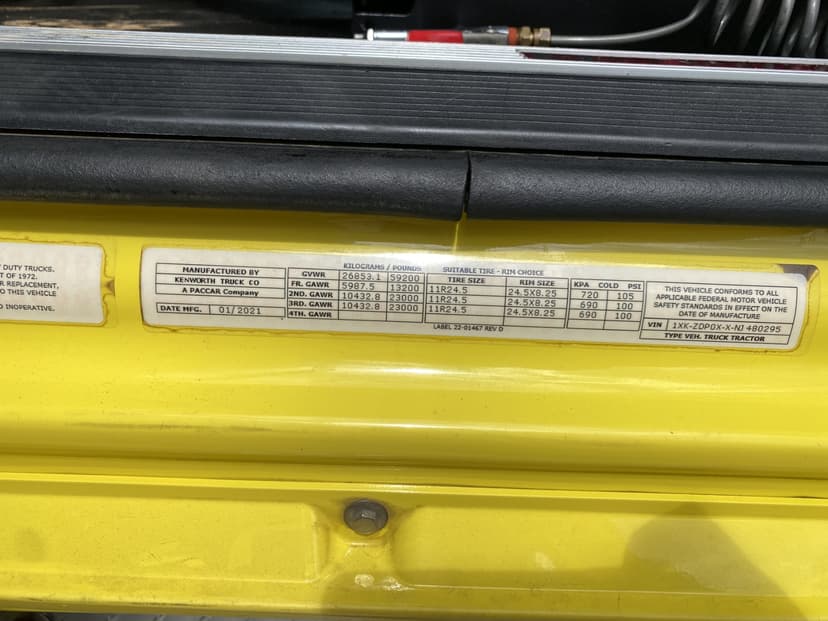 DUTY TRUCKS.
T OF 1972.
REPLACEMENT,
TO THIS VEHICLE
D INOPERATIVE.
MANUFACTURED BY
KENWORTH TRUCK CO
A PACCAR Company
DATE MFG. 01/2021
KILOGRAMS / POUNDS
GVWR 26853.1 59200
FR. GAWR 5987.5 13200
2ND. GAWR 10432.8 23000
3RD. GAWR 10432.8 23000
4TH. GAWR
SUITABLE TIRE - RIM CHOICE
TIRE SIZE RIM SIZE KPA COLD PSI
11R24.5 24.5X8.25 720 105
11R24.5 24.5X8.25 690 100
11R24.5 24.5X8.25 690 100
LABEL 22-01467 REV D
THIS VEHICLE CONFORMS TO ALL
APPLICABLE FEDERAL MOTOR VEHICLE
SAFETY STANDARDS IN EFFECT ON THE
DATE OF MANUFACTURE
VIN 1XK-ZDP0X-X-NJ 480295
TYPE VEH. TRUCK TRACTOR